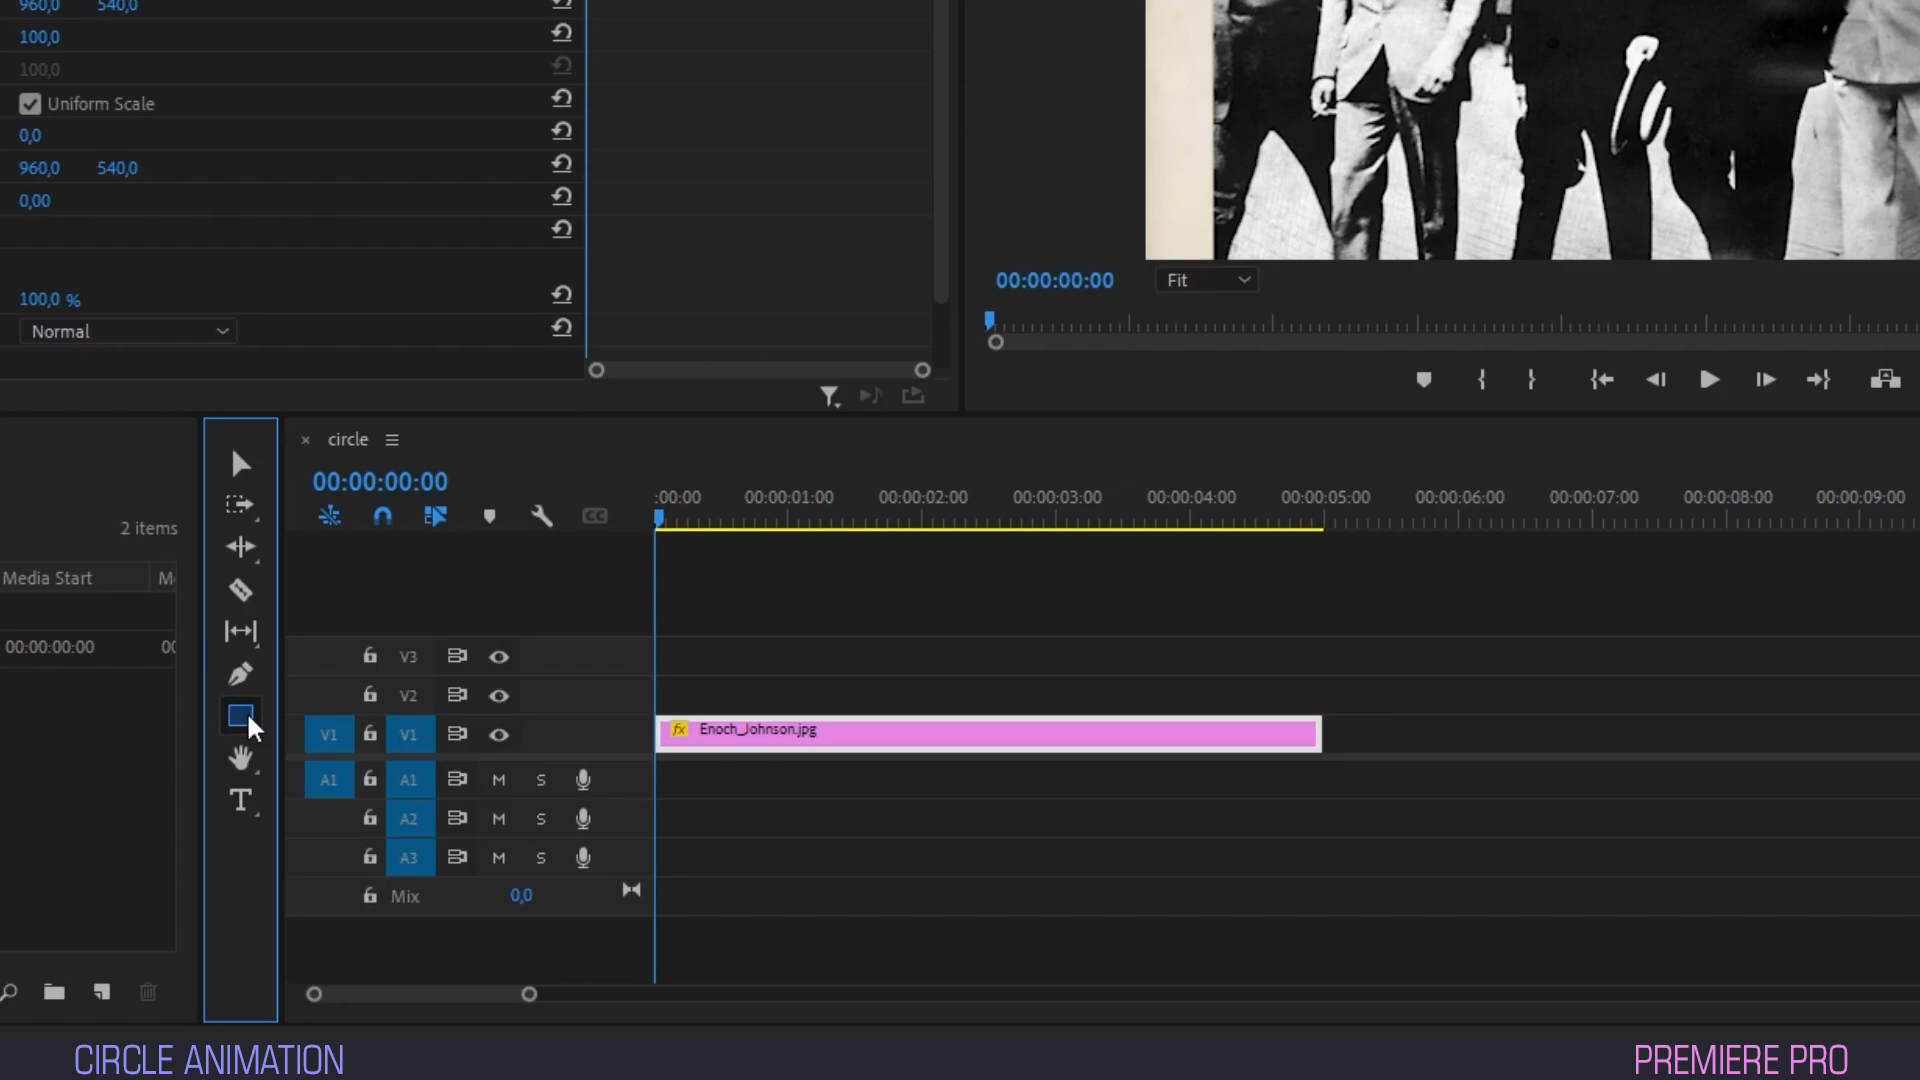 960,0 540,0
100,0
100,0
Uniform Scale
0,0
960,0 540,0
0,00
100,0 %
Normal
00:00:00:00 Fit
circle
00:00:00:00
:00:00 00:00:01:00 00:00:02:00 00:00:03:00 00:00:04:00 00:00:05:00 00:00:06:00 00:00:07:00 00:00:08:00 00:00:09:00
CC
2 items
Media Start
00:00:00:00
V3
V2
V1 V1 fx Enoch_Johnson.jpg
A1 A1 M S
A2 M S
A3 M S
Mix 0,0
CIRCLE ANIMATION PREMIERE PRO